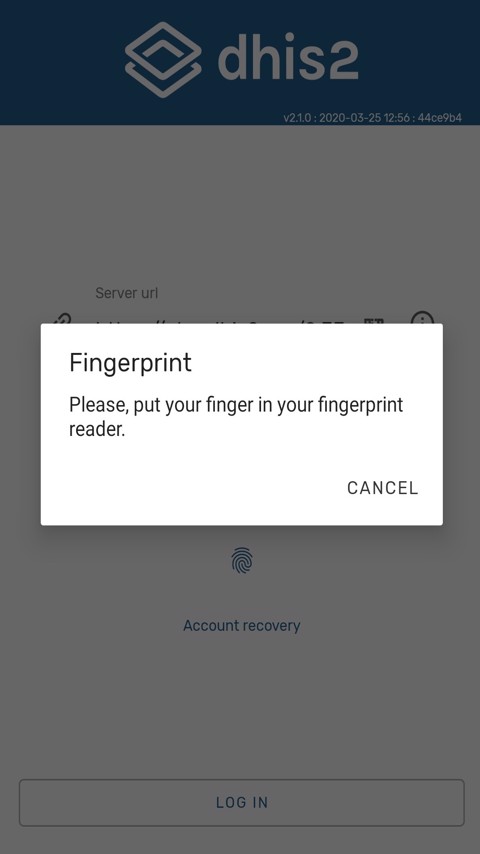 dhis2
v2.1.0 : 2020-03-25 12:56 : 44ce9b4
Server url
Fingerprint
Please, put your finger in your fingerprint
reader.
CANCEL
Account recovery
LOG IN